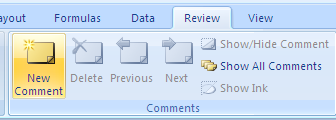 ayout Formulas Data Review View
New Comment Delete Previous Next
Show/Hide Comment
Show All Comments
Show Ink
Comments